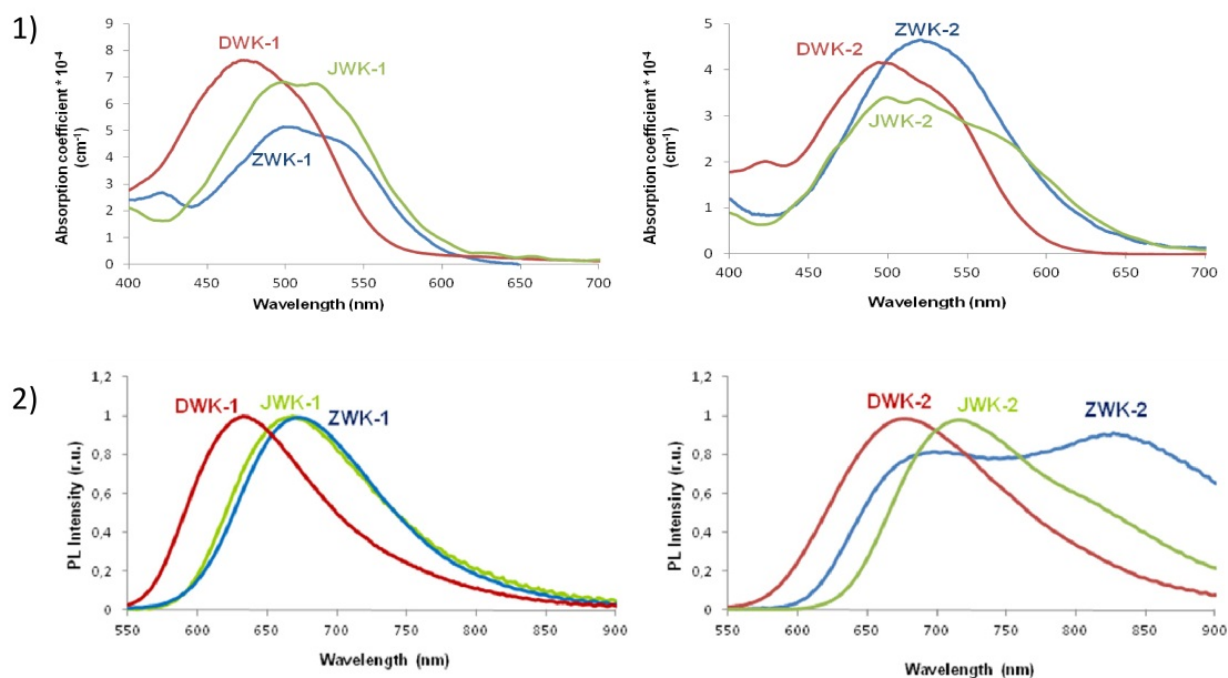 1)
9
8
7
6
5
4
3
2
1
0
Absorption coefficient * 10-4
(cm-1)
DWK-1
JWK-1
ZWK-1
400 450 500 550 600 650 700
Wavelength (nm)
5
4
3
2
1
0
Absorption coefficient * 10-4
(cm-1)
ZWK-2
DWK-2
JWK-2
400 450 500 550 600 650 700
Wavelength (nm)
2)
1,2
1
0,8
0,6
0,4
0,2
0
PL Intensity (r.u.)
DWK-1 JWK-1
ZWK-1
550 600 650 700 750 800 850 900
Wavelength (nm)
1,2
1
0,8
0,6
0,4
0,2
0
PL Intensiry (r.u.)
DWK-2 JWK-2 ZWK-2
550 600 650 700 750 800 850 900
Wavelength (nm)